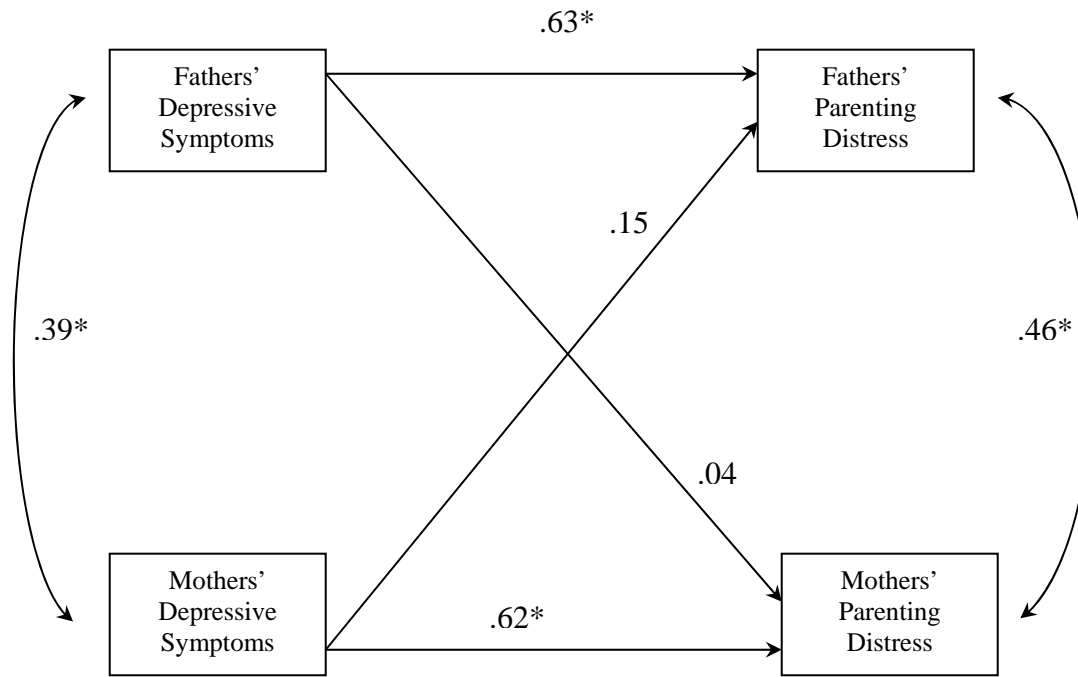 .63*
Fathers’
Depressive
Symptoms
Fathers’
Parenting
Distress
.15
.39*
.46*
.04
Mothers’
Depressive
Symptoms
.62*
Mothers’
Parenting
Distress